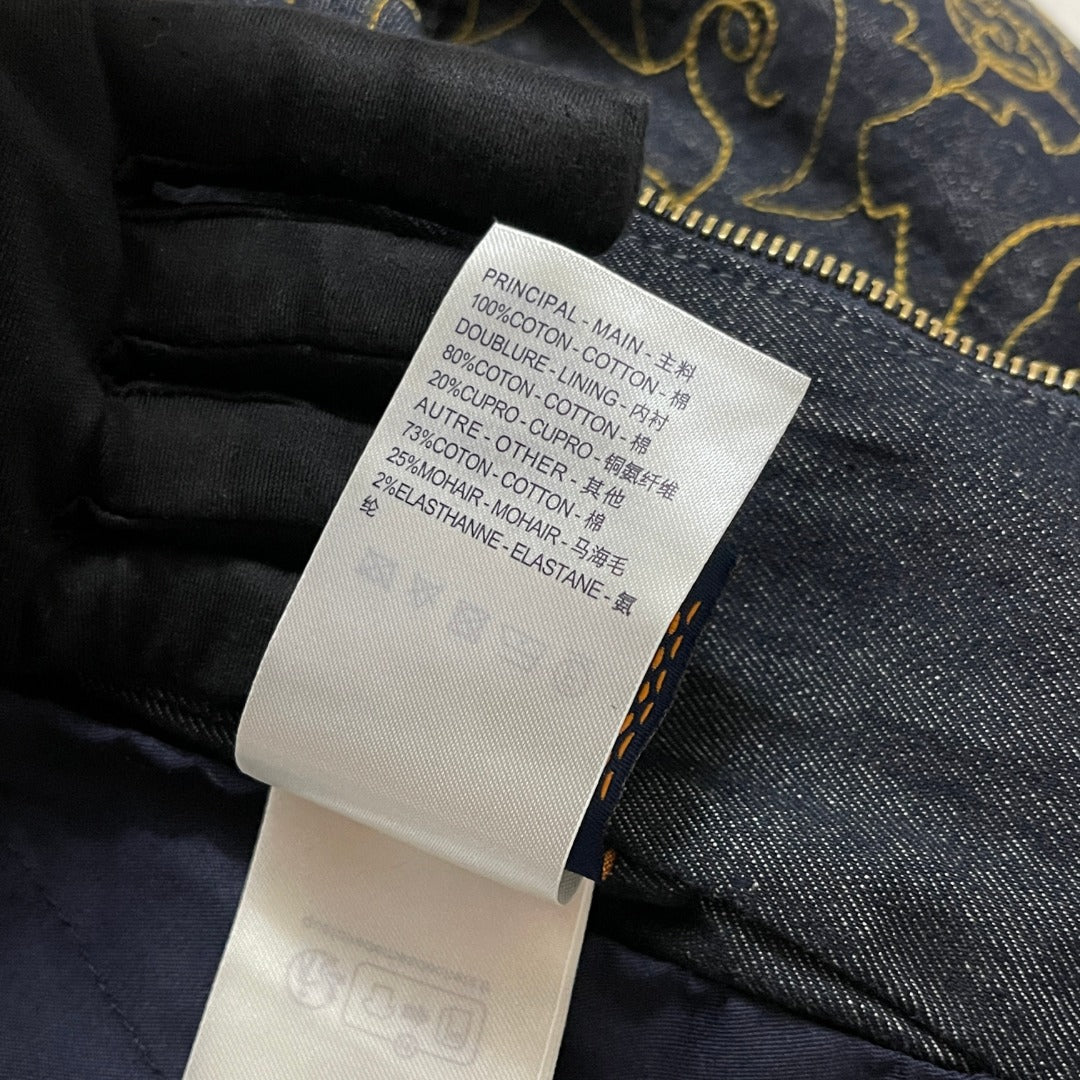 PRINCIPAL - MAIN - 主料
100%COTON - COTTON - 棉
DOUBLURE - LINING - 内衬
80%COTON - COTTON - 棉
20%CUPRO - CUPRO - 铜氨纤维
AUTRE - OTHER - 其他
73%COTON - COTTON - 棉
25%MOHAIR - MOHAIR - 马海毛
2%ELASTHANNE - ELASTANE - 氨
纶